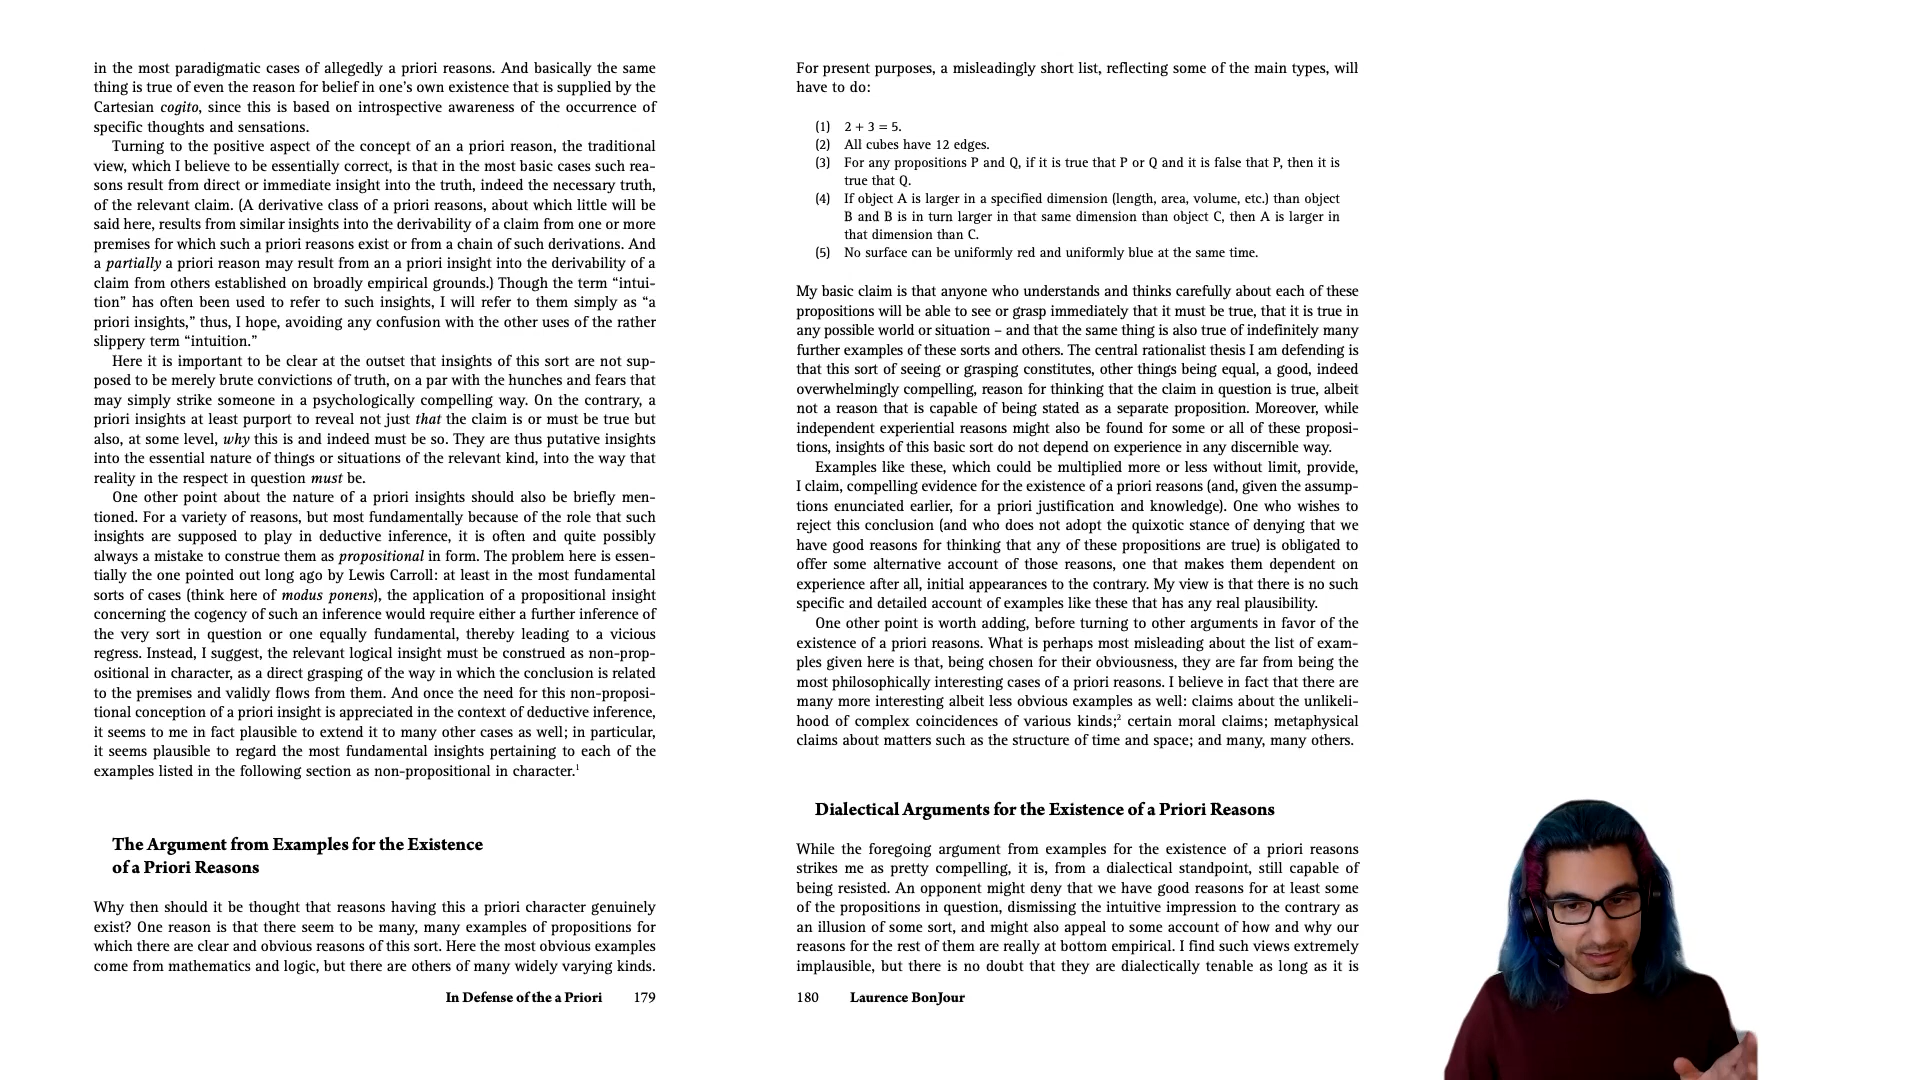 in the most paradigmatic cases of allegedly a priori reasons. And basically the same
thing is true of even the reason for belief in one's own existence that is supplied by the
Cartesian cogito, since this is based on introspective awareness of the occurrence of
specific thoughts and sensations.
Turning to the positive aspect of the concept of an a priori reason, the traditional
view, which I believe to be essentially correct, is that in the most basic cases such rea-
sons result from direct or immediate insight into the truth, indeed the necessary truth,
of the relevant claim. (A derivative class of a priori reasons, about which little will be
said here, results from similar insights into the derivability of a claim from one or more
premises for which such a priori reasons exist or from a chain of such derivations. And
a partially a priori reason may result from an a priori insight into the derivability of a
claim from others established on broadly empirical grounds.) Though the term “intui-
tion” has often been used to refer to such insights, I will refer to them simply as “a
priori insights,” thus, I hope, avoiding any confusion with the other uses of the rather
slippery term “intuition.”
Here it is important to be clear at the outset that insights of this sort are not sup-
posed to be merely brute convictions of truth, on a par with the hunches and fears that
may simply strike someone in a psychologically compelling way. On the contrary, a
priori insights at least purport to reveal not just that the claim is or must be true but
also, at some level, why this is and indeed must be so. They are thus putative insights
into the essential nature of things or situations of the relevant kind, into the way that
reality in the respect in question must be.
One other point about the nature of a priori insights should also be briefly men-
tioned. For a variety of reasons, but most fundamentally because of the role that such
insights are supposed to play in deductive inference, it is often and quite possibly
always a mistake to construe them as propositional in form. The problem here is essen-
tially the one pointed out long ago by Lewis Carroll: at least in the most fundamental
sorts of cases (think here of modus ponens), the application of a propositional insight
concerning the cogency of such an inference would require either a further inference of
the very sort in question or one equally fundamental, thereby leading to a vicious
regress. Instead, I suggest, the relevant logical insight must be construed as non-prop-
ositional in character, as a direct grasping of the way in which the conclusion is related
to the premises and validly flows from them. And once the need for this non-proposi-
tional conception of a priori insight is appreciated in the context of deductive inference,
it seems to me in fact plausible to extend it to many other cases as well; in particular,
it seems plausible to regard the most fundamental insights pertaining to each of the
examples listed in the following section as non-propositional in character.1
The Argument from Examples for the Existence
of a Priori Reasons
Why then should it be thought that reasons having this a priori character genuinely
exist? One reason is that there seem to be many, many examples of propositions for
which there are clear and obvious reasons of this sort. Here the most obvious examples
come from mathematics and logic, but there are others of many widely varying kinds.
In Defense of the a Priori 179
For present purposes, a misleadingly short list, reflecting some of the main types, will
have to do:
(1) 2 + 3 = 5.
(2) All cubes have 12 edges.
(3) For any propositions P and Q, if it is true that P or Q and it is false that P, then it is
true that Q.
(4) If object A is larger in a specified dimension (length, area, volume, etc.) than object
B and B is in turn larger in that same dimension than object C, then A is larger in
that dimension than C.
(5) No surface can be uniformly red and uniformly blue at the same time.
My basic claim is that anyone who understands and thinks carefully about each of these
propositions will be able to see or grasp immediately that it must be true, that it is true in
any possible world or situation – and that the same thing is also true of indefinitely many
further examples of these sorts and others. The central rationalist thesis I am defending is
that this sort of seeing or grasping constitutes, other things being equal, a good, indeed
overwhelmingly compelling, reason for thinking that the claim in question is true, albeit
not a reason that is capable of being stated as a separate proposition. Moreover, while
independent experiential reasons might also be found for some or all of these proposi-
tions, insights of this basic sort do not depend on experience in any discernible way.
Examples like these, which could be multiplied more or less without limit, provide,
I claim, compelling evidence for the existence of a priori reasons (and, given the assump-
tions enunciated earlier, for a priori justification and knowledge). One who wishes to
reject this conclusion (and who does not adopt the quixotic stance of denying that we
have good reasons for thinking that any of these propositions are true) is obligated to
offer some alternative account of those reasons, one that makes them dependent on
experience after all, initial appearances to the contrary. My view is that there is no such
specific and detailed account of examples like these that has any real plausibility.
One other point is worth adding, before turning to other arguments in favor of the
existence of a priori reasons. What is perhaps most misleading about the list of exam-
ples given here is that, being chosen for their obviousness, they are far from being the
most philosophically interesting cases of a priori reasons. I believe in fact that there are
many more interesting albeit less obvious examples as well: claims about the unlikeli-
hood of complex coincidences of various kinds;2 certain moral claims; metaphysical
claims about matters such as the structure of time and space; and many, many others.
Dialectical Arguments for the Existence of a Priori Reasons
While the foregoing argument from examples for the existence of a priori reasons
strikes me as pretty compelling, it is, from a dialectical standpoint, still capable of
being resisted. An opponent might deny that we have good reasons for at least some
of the propositions in question, dismissing the intuitive impression to the contrary as
an illusion of some sort, and might also appeal to some account of how and why our
reasons for the rest of them are really at bottom empirical. I find such views extremely
implausible, but there is no doubt that they are dialectically tenable as long as it is
180 Laurence BonJour